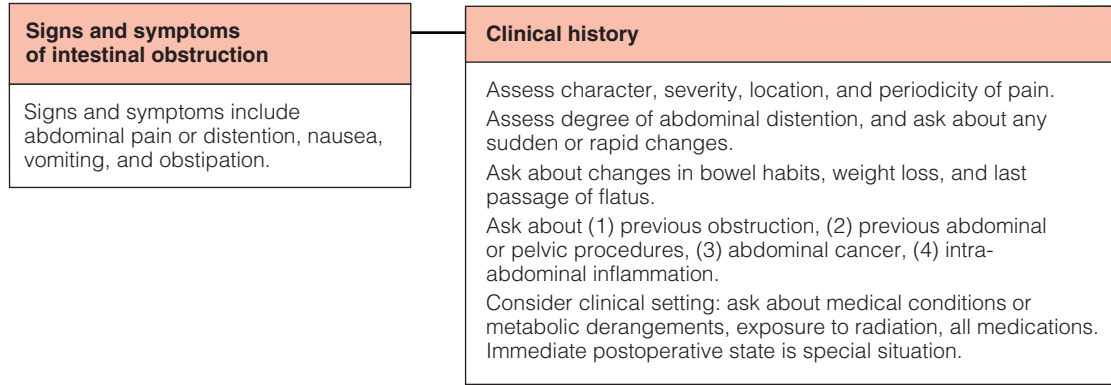 Signs and symptoms
of intestinal obstruction
Signs and symptoms include
abdominal pain or distention, nausea,
vomiting, and obstipation.
Clinical history
Assess character, severity, location, and periodicity of pain.
Assess degree of abdominal distention, and ask about any
sudden or rapid changes.
Ask about changes in bowel habits, weight loss, and last
passage of flatus.
Ask about (1) previous obstruction, (2) previous abdominal
or pelvic procedures, (3) abdominal cancer, (4) intra-
abdominal inflammation.
Consider clinical setting: ask about medical conditions or
metabolic derangements, exposure to radiation, all medications.
Immediate postoperative state is special situation.